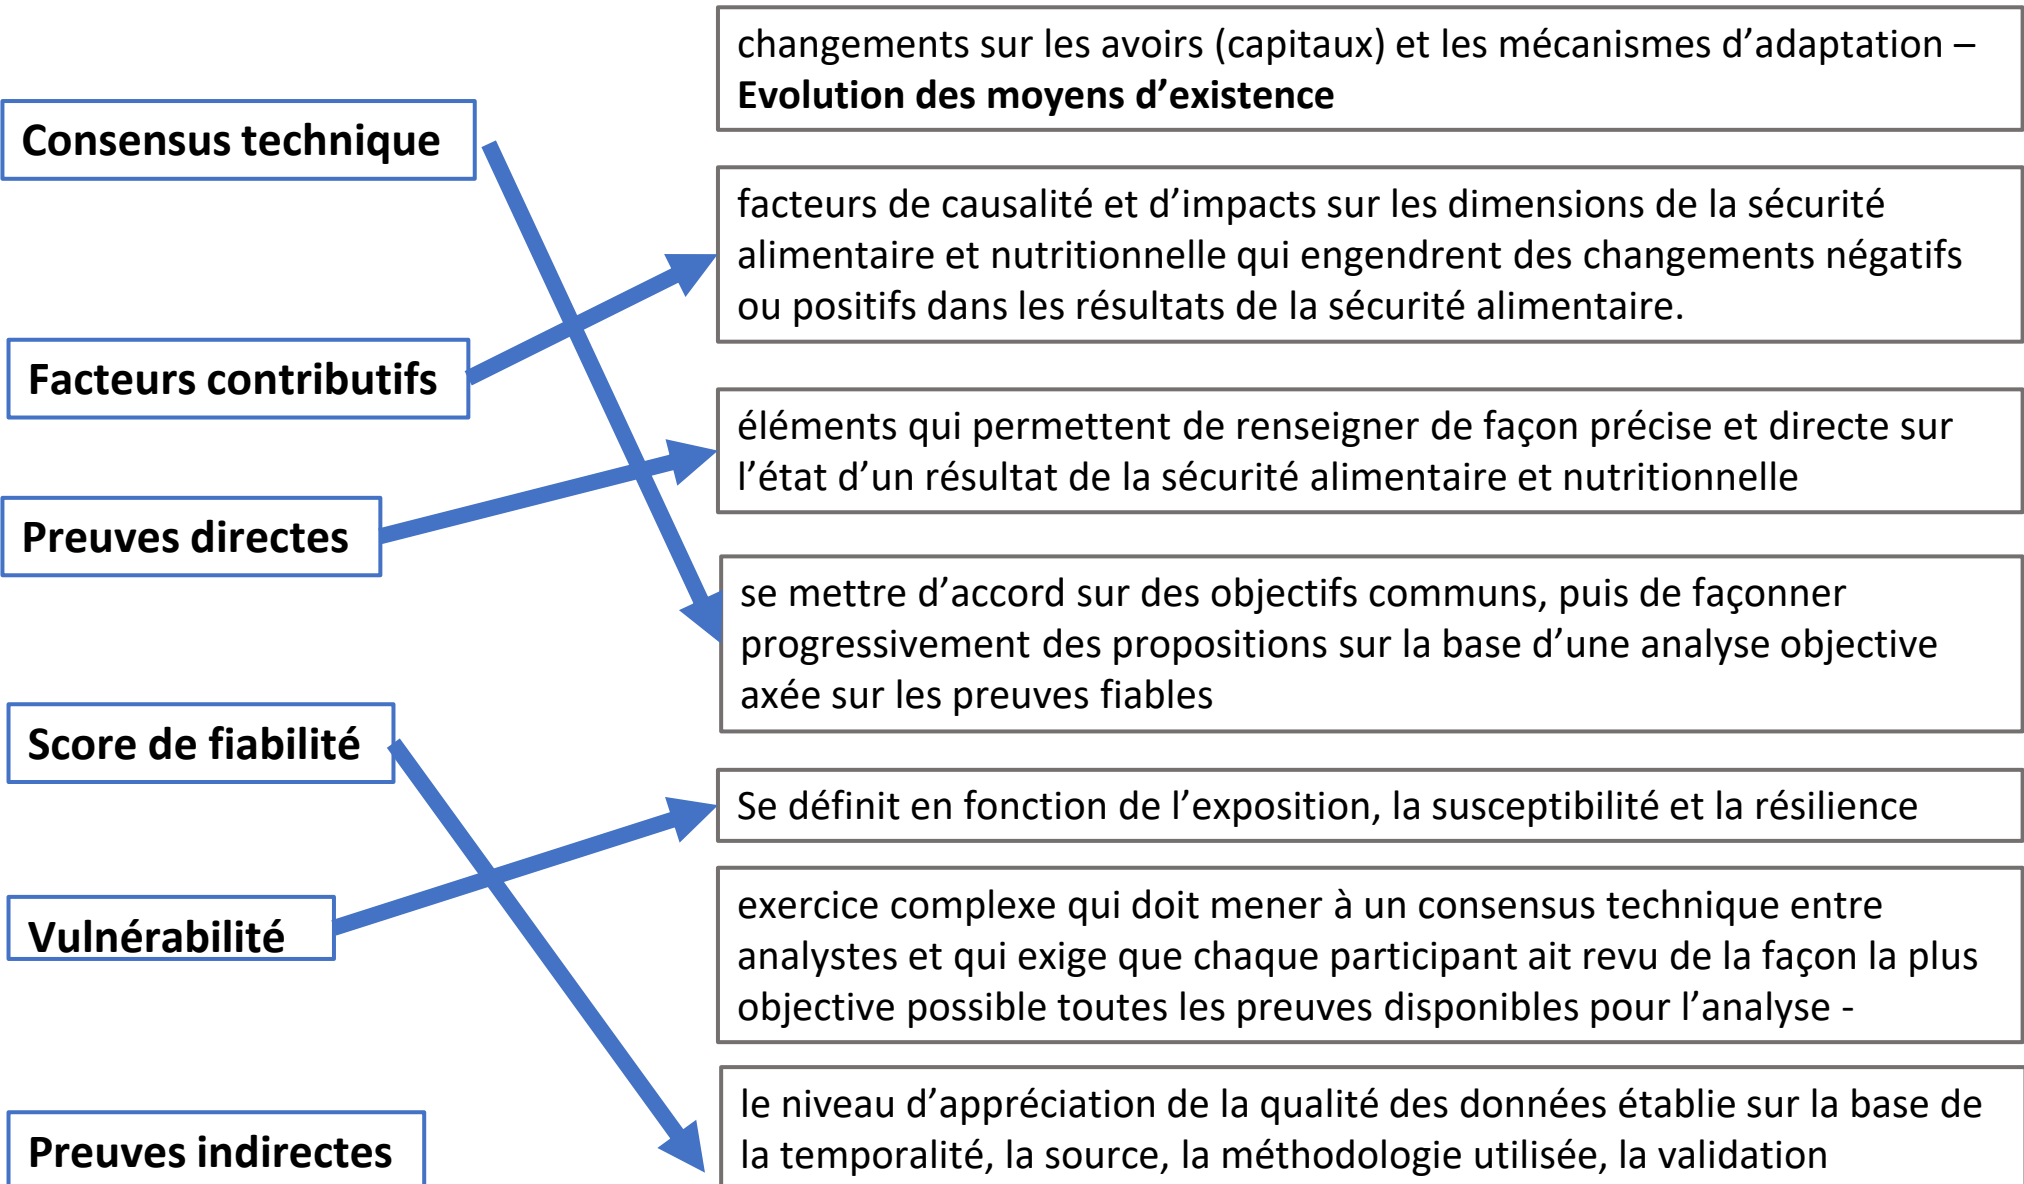 Consensus technique
Facteurs contributifs
Preuves directes
Score de fiabilité
Vulnérabilité
Preuves indirectes
changements sur les avoirs (capitaux) et les mécanismes d’adaptation –
Evolution des moyens d’existence
facteurs de causalité et d’impacts sur les dimensions de la sécurité
alimentaire et nutritionnelle qui engendrent des changements négatifs
ou positifs dans les résultats de la sécurité alimentaire.
éléments qui permettent de renseigner de façon précise et directe sur
l’état d’un résultat de la sécurité alimentaire et nutritionnelle
se mettre d’accord sur des objectifs communs, puis de façonner
progressivement des propositions sur la base d’une analyse objective
axée sur les preuves fiables
Se définit en fonction de l’exposition, la susceptibilité et la résilience
exercice complexe qui doit mener à un consensus technique entre
analystes et qui exige que chaque participant ait revu de la façon la plus
objective possible toutes les preuves disponibles pour l’analyse -
le niveau d’appréciation de la qualité des données établie sur la base de
la temporalité, la source, la méthodologie utilisée, la validation